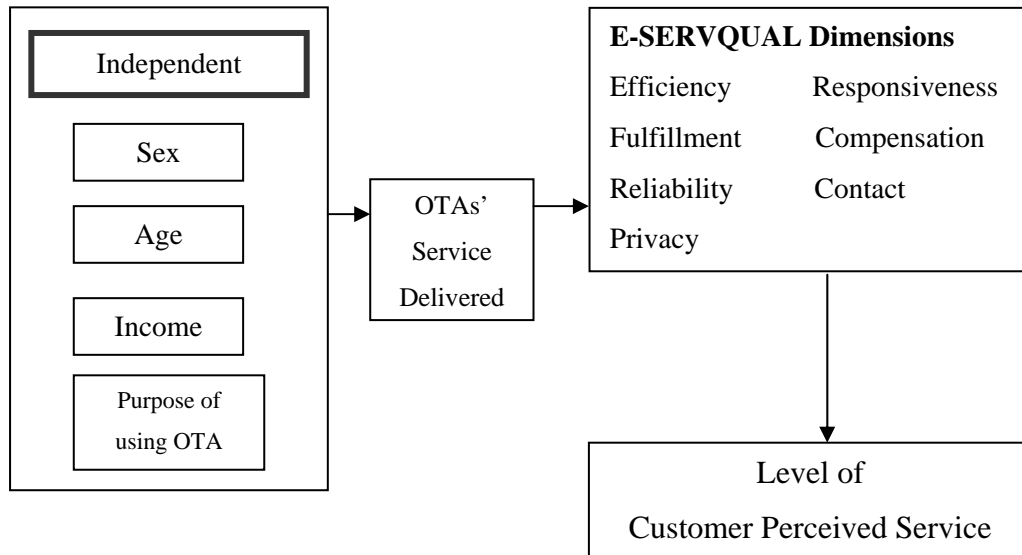 Independent
Sex
Age
Income
Purpose of
using OTA
OTAs’
Service
Delivered
E-SERVQUAL Dimensions
Efficiency Responsiveness
Fulfillment Compensation
Reliability Contact
Privacy
Level of
Customer Perceived Service